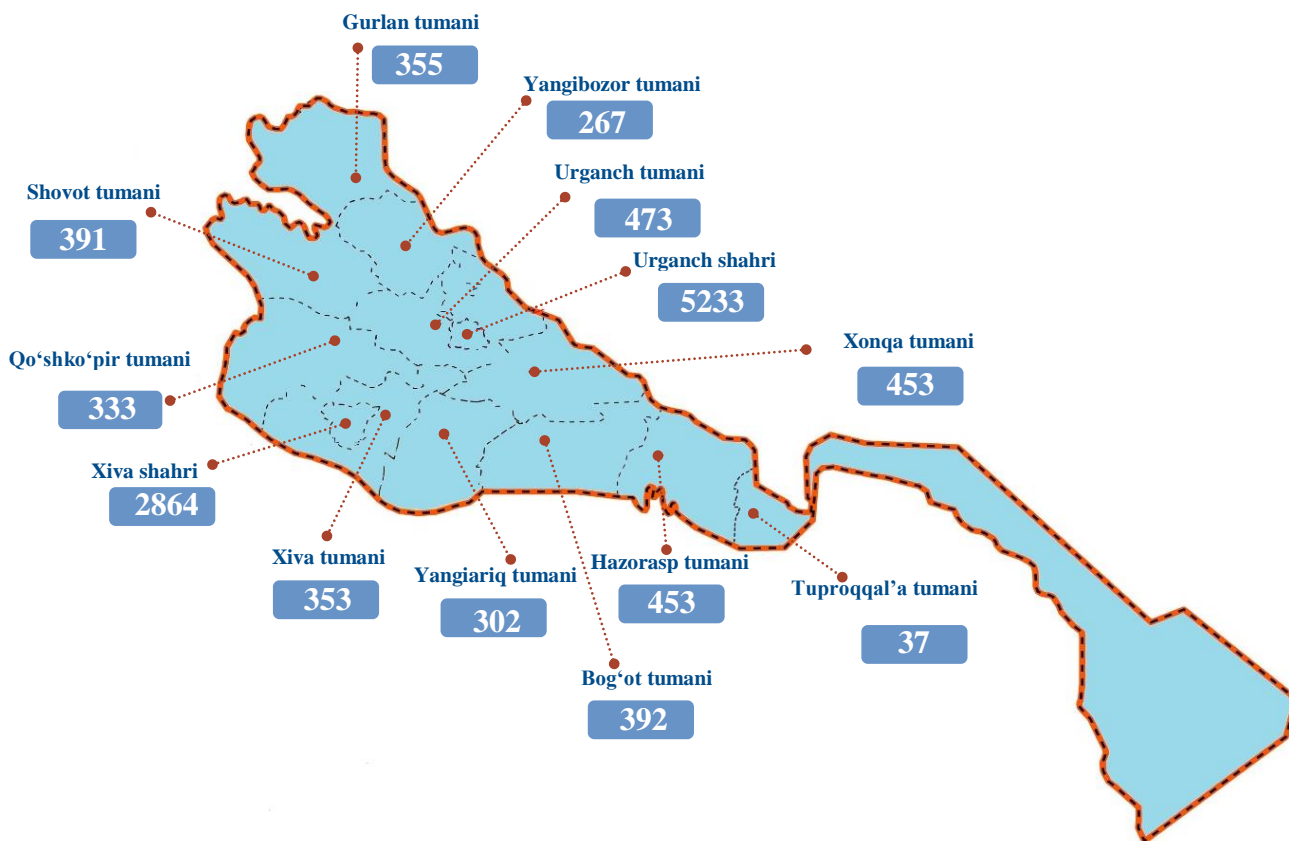 Gurlan tumani
355
Yangibozor tumani
267
Urganch tumani
473
Shovot tumani
391
Urganch shahri
5233
Xonqa tumani
453
Qo‘shko‘pir tumani
333
Xiva shahri
2864
Xiva tumani
353
Yangiariq tumani
302
Hazorasp tumani
453
Tuproqqal’a tumani
37
Bog‘ot tumani
392